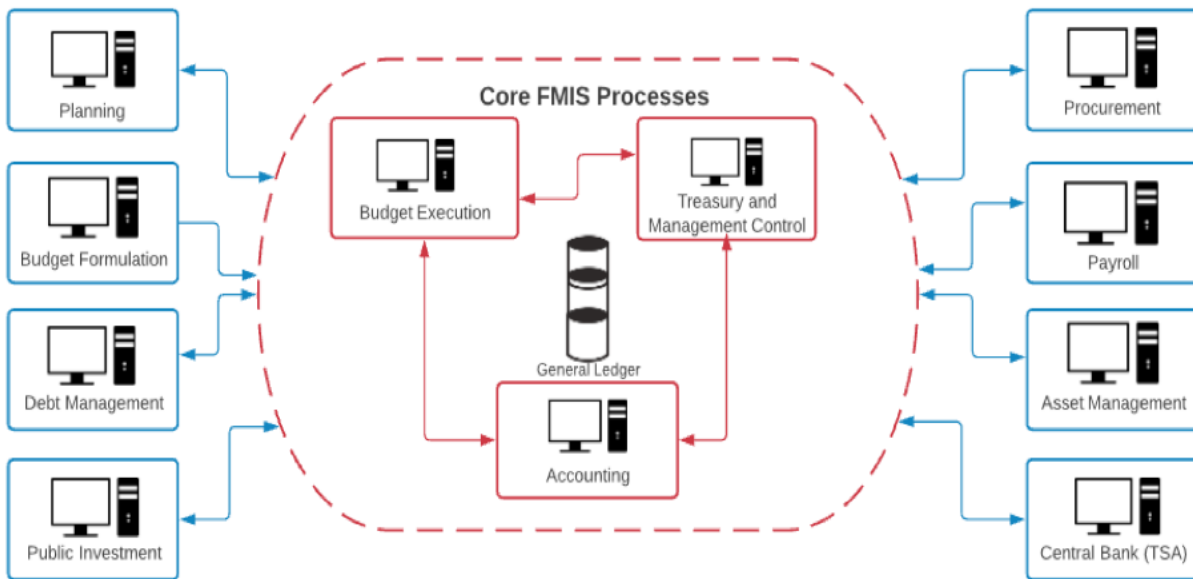 Core FMIS Processes
Planning
Budget Formulation
Debt Management
Public Investment
Budget Execution
Treasury and
Management Control
General Ledger
Accounting
Procurement
Payroll
Asset Management
Central Bank (TSA)